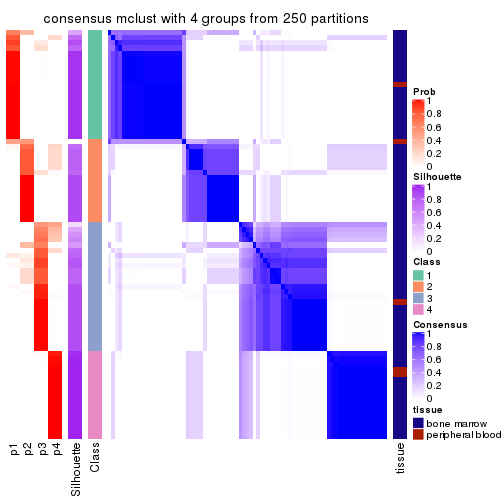 consensus mclust with 4 groups from 250 partitions
Prob
1
0.8
0.6
0.4
0.2
0
Silhouette
1
0.8
0.6
0.4
0.2
0
Class
1
2
3
4
Consensus
1
0.8
0.6
0.4
0.2
0
tissue
bone marrow
peripheral blood
p1
p2
p3
p4
Silhouette
Class
tissue